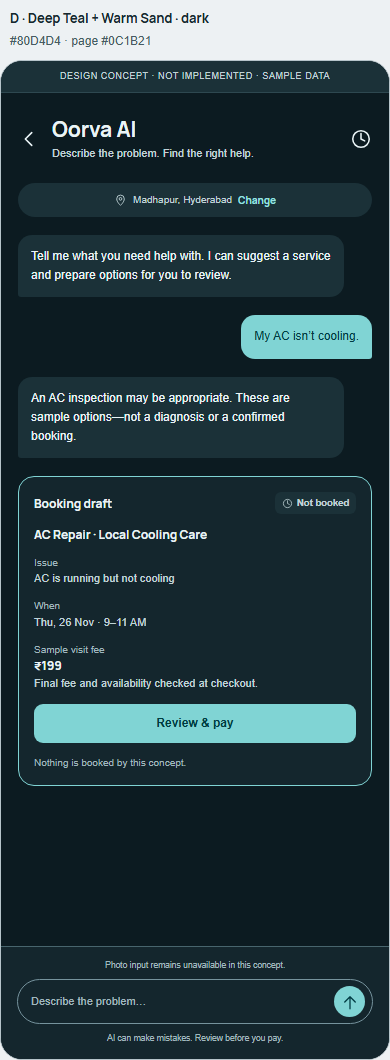 D · Deep Teal + Warm Sand · dark
#80D4D4 · page #0C1B21
DESIGN CONCEPT · NOT IMPLEMENTED · SAMPLE DATA
Oorva AI
Describe the problem. Find the right help.
Madhapur, Hyderabad Change
Tell me what you need help with. I can suggest a service
and prepare options for you to review.
My AC isn’t cooling.
An AC inspection may be appropriate. These are
sample options—not a diagnosis or a confirmed
booking.
Booking draft
Not booked
AC Repair · Local Cooling Care
Issue
AC is running but not cooling
When
Thu, 26 Nov · 9–11 AM
Sample visit fee
₹199
Final fee and availability checked at checkout.
Review & pay
Nothing is booked by this concept.
Photo input remains unavailable in this concept.
Describe the problem...
AI can make mistakes. Review before you pay.